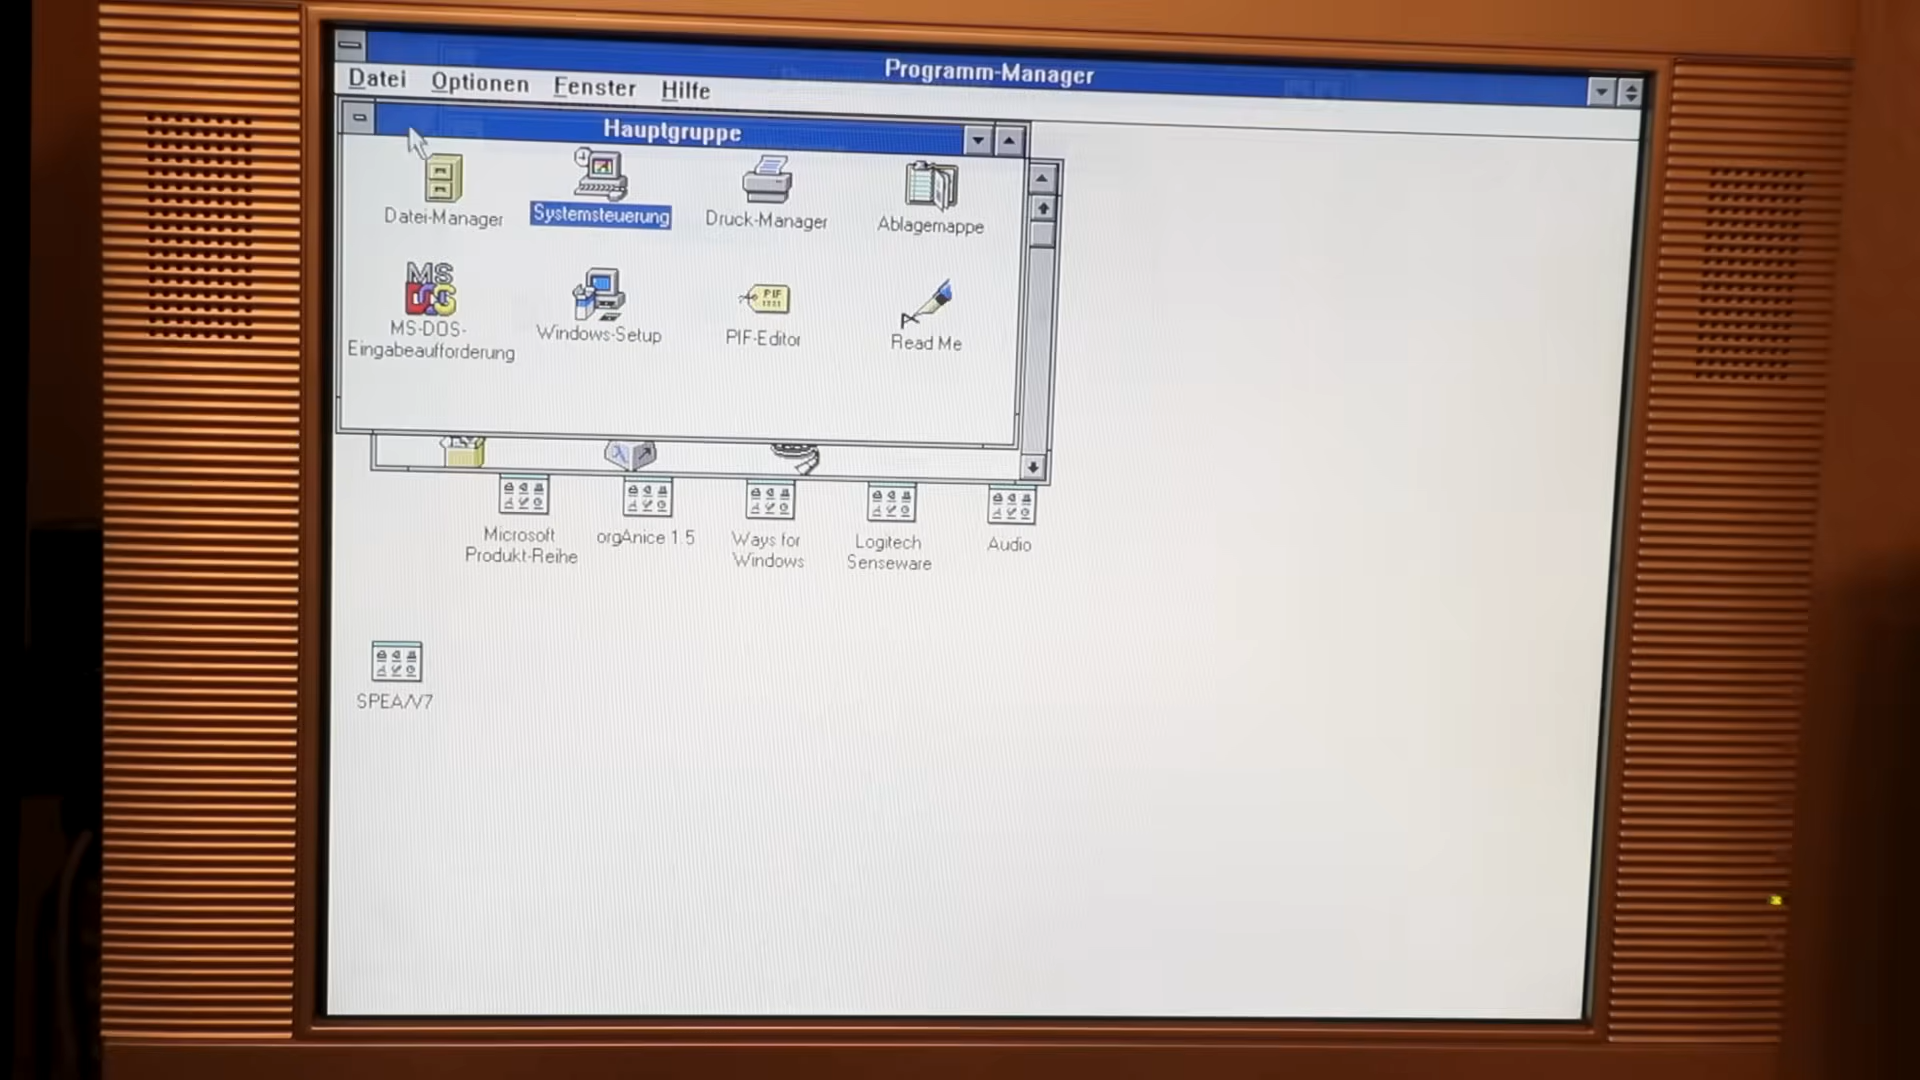 Programm-Manager
Datei Optionen Fenster Hilfe
Hauptgruppe
Datei-Manager
Systemsteuerung
Druck-Manager
Ablagemappe
MS
DOS
MS-DOS-
Eingabeaufforderung
Windows-Setup
PIF
PIF-Editor
Read Me
Microsoft
Produkt-Reihe
orgAnice 1.5
Ways for
Windows
Logitech
Senseware
Audio
SPEA/V7